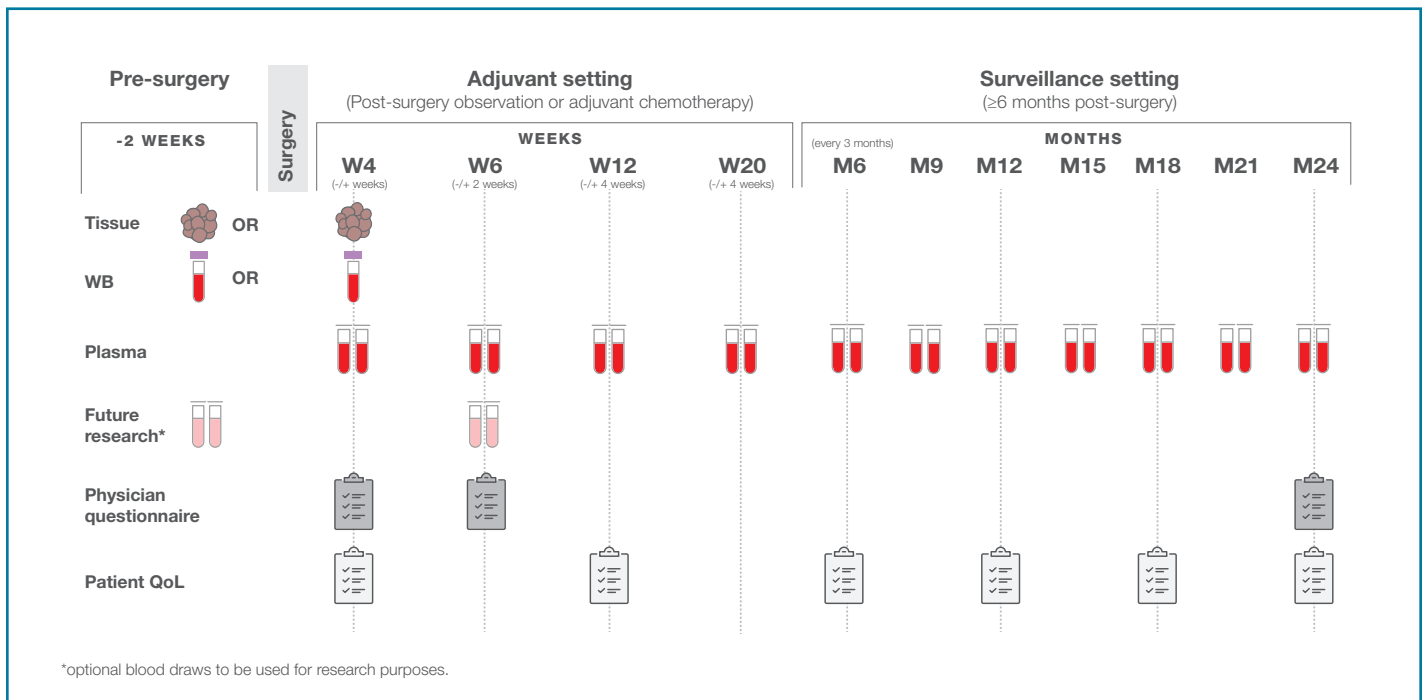 Pre-surgery
Surgery
Adjuvant setting
(Post-surgery observation or adjuvant chemotherapy)
Surveillance setting
(≥6 months post-surgery)
-2 WEEKS
WEEKS
MONTHS
(every 3 months)
W4 W6 W12 W20 M6 M9 M12 M15 M18 M21 M24
(-/+ weeks) (-/+ 2 weeks) (-/+ 4 weeks) (-/+ 4 weeks)
Tissue OR
WB OR
Plasma
Future
research*
Physician
questionnaire
Patient QoL
*optional blood draws to be used for research purposes.